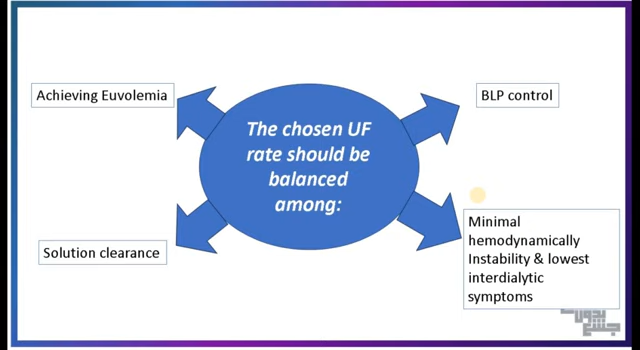 Achieving Euvolemia
BLP control
The chosen UF
rate should be
balanced
among:
Solution clearance
Minimal
hemodynamically
Instability & lowest
interdialytic
symptoms